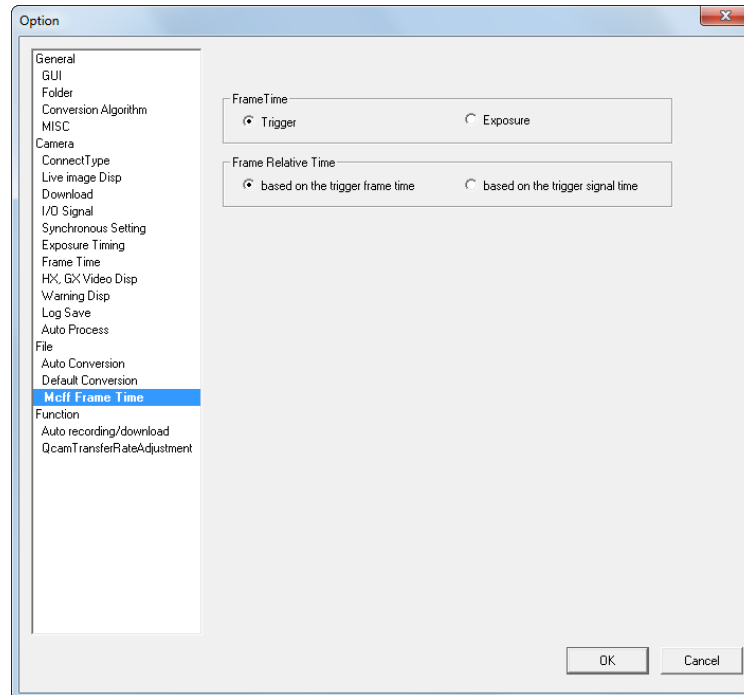 Option
General
GUI
Folder
Conversion Algorithm
MISC
Camera
ConnectType
Live image Disp
Download
I/O Signal
Synchronous Setting
Exposure Timing
Frame Time
HX, GX Video Disp
Warning Disp
Log Save
Auto Process
File
Auto Conversion
Default Conversion
Mcff Frame Time
Function
Auto recording/download
QcamTransferRateAdjustment
FrameTime
Trigger Exposure
Frame Relative Time
based on the trigger frame time based on the trigger signal time
OK Cancel